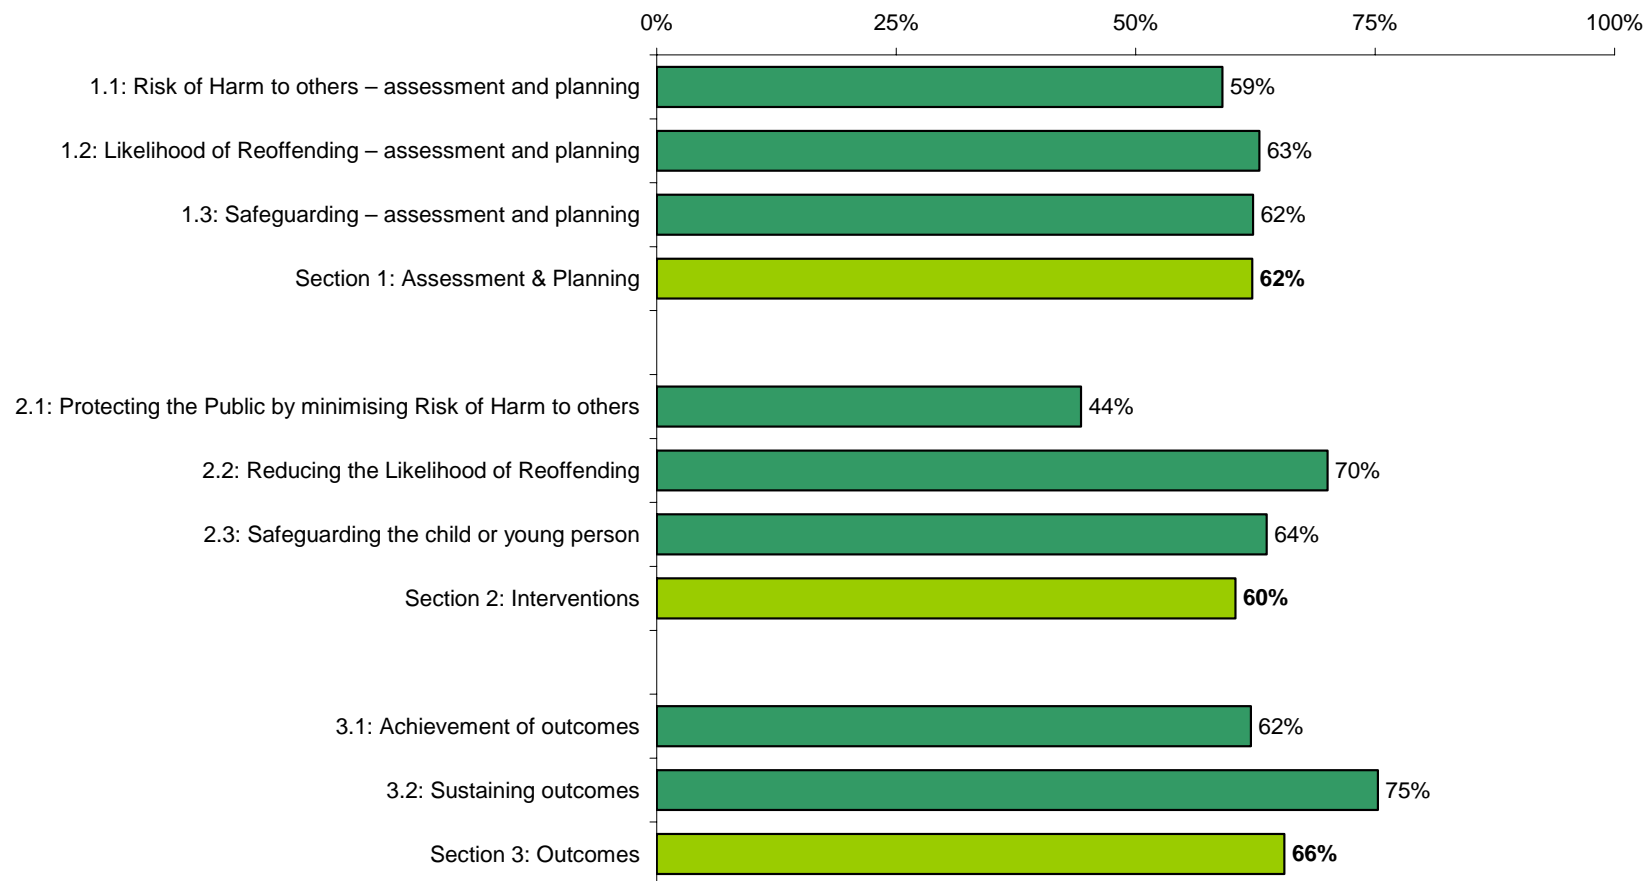 0% 25% 50% 75% 100%
1.1: Risk of Harm to others – assessment and planning 59%
1.2: Likelihood of Reoffending – assessment and planning 63%
1.3: Safeguarding – assessment and planning 62%
Section 1: Assessment & Planning 62%
2.1: Protecting the Public by minimising Risk of Harm to others 44%
2.2: Reducing the Likelihood of Reoffending 70%
2.3: Safeguarding the child or young person 64%
Section 2: Interventions 60%
3.1: Achievement of outcomes 62%
3.2: Sustaining outcomes 75%
Section 3: Outcomes 66%